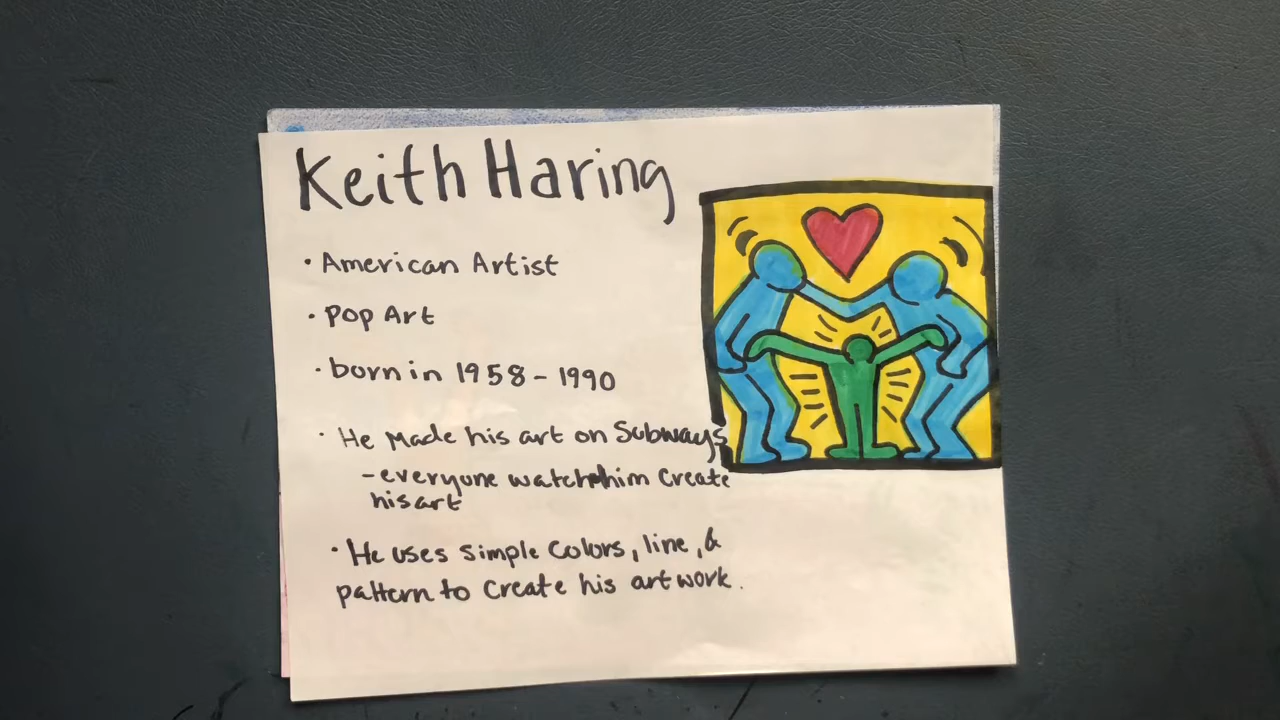 Keith Haring
• American Artist
• Pop Art
• born in 1958 - 1990
• He made his art on Subways
- everyone watch him create
his art
• He uses simple colors, line, &
pattern to create his artwork.